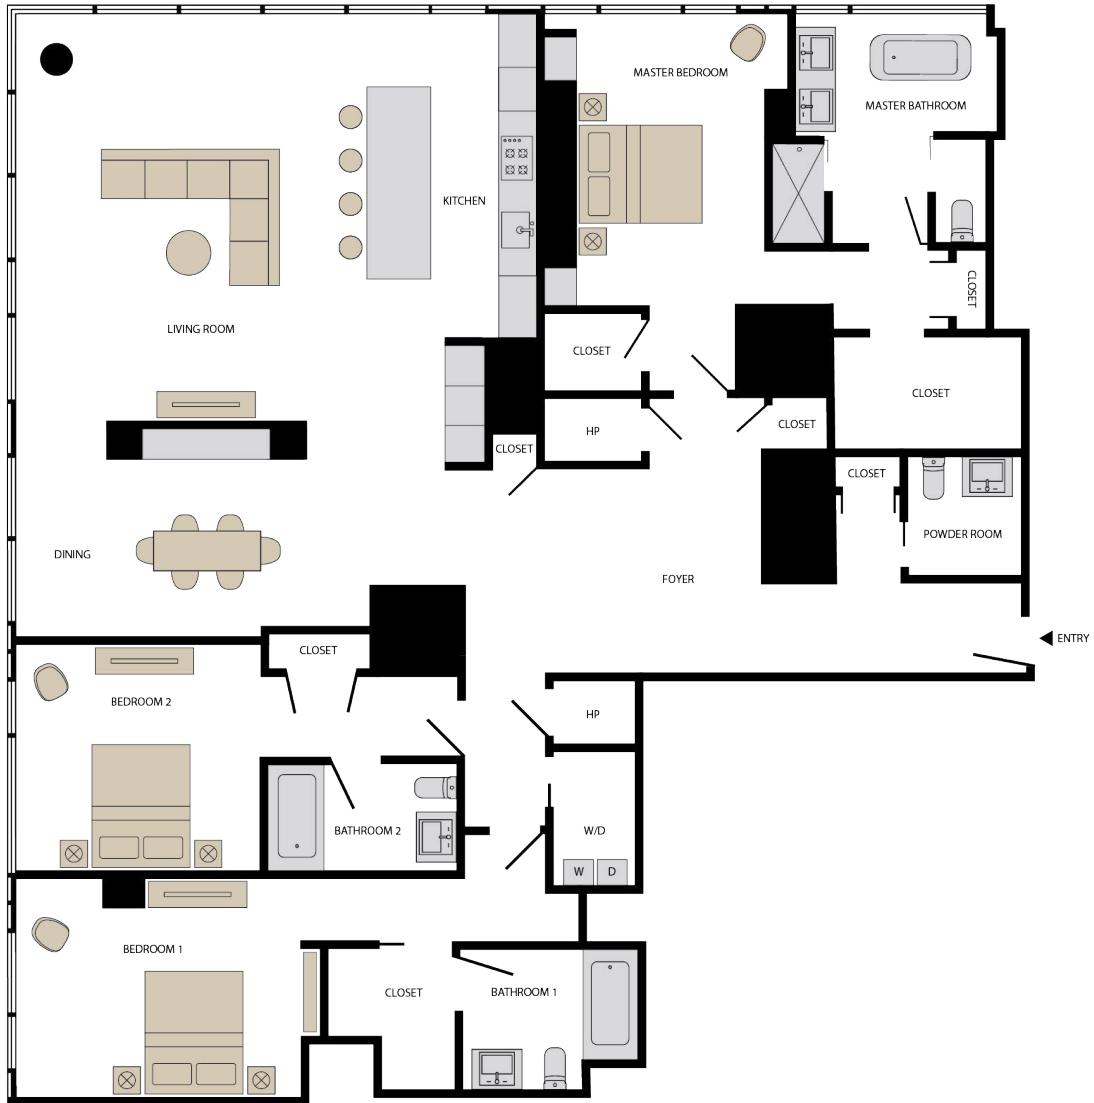 MASTER BEDROOM
MASTER BATHROOM
KITCHEN
CLOSET
LIVING ROOM
CLOSET
CLOSET
CLOSET
HP
CLOSET
CLOSET
POWDER ROOM
DINING
FOYER
ENTRY
CLOSET
BEDROOM 2
HP
BATHROOM 2
W/D
W D
BEDROOM 1
CLOSET
BATHROOM 1